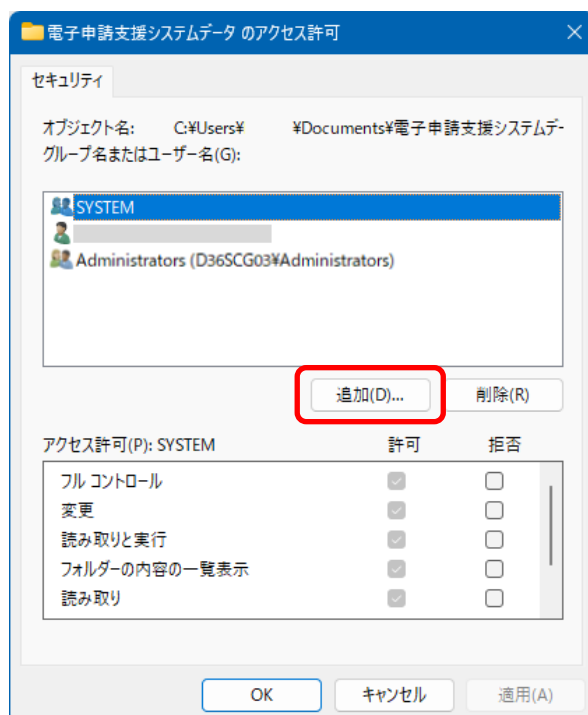 電子申請支援システムデータ のアクセス許可
セキュリティ
オブジェクト名: C:¥Users¥ ¥Documents¥電子申請支援システムデ-
グループ名またはユーザー名(G):
SYSTEM
Administrators (D36SCG03¥Administrators)
追加(D)... 削除(R)
アクセス許可(P): SYSTEM 許可 拒否
フル コントロール
変更
読み取りと実行
フォルダーの内容の一覧表示
読み取り
OK キャンセル 適用(A)